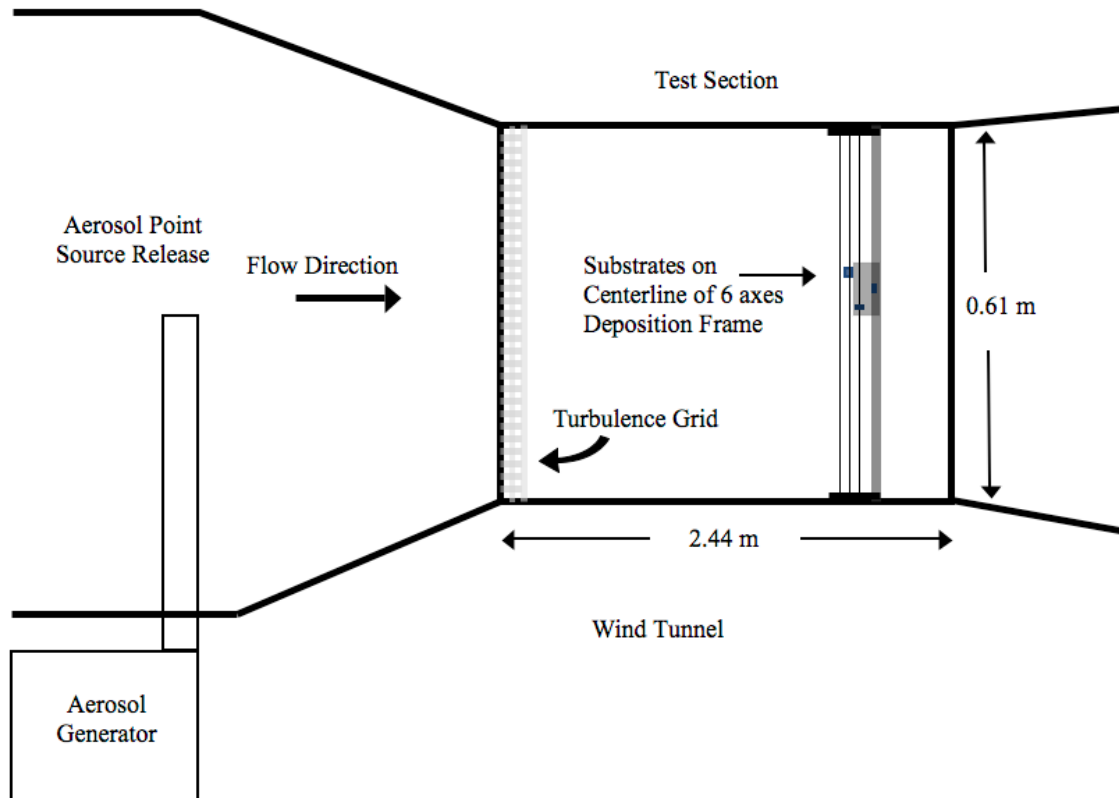 Test Section
Aerosol Point
Source Release
Flow Direction
Substrates on
Centerline of 6 axes
Deposition Frame
0.61 m
Turbulence Grid
2.44 m
Wind Tunnel
Aerosol
Generator